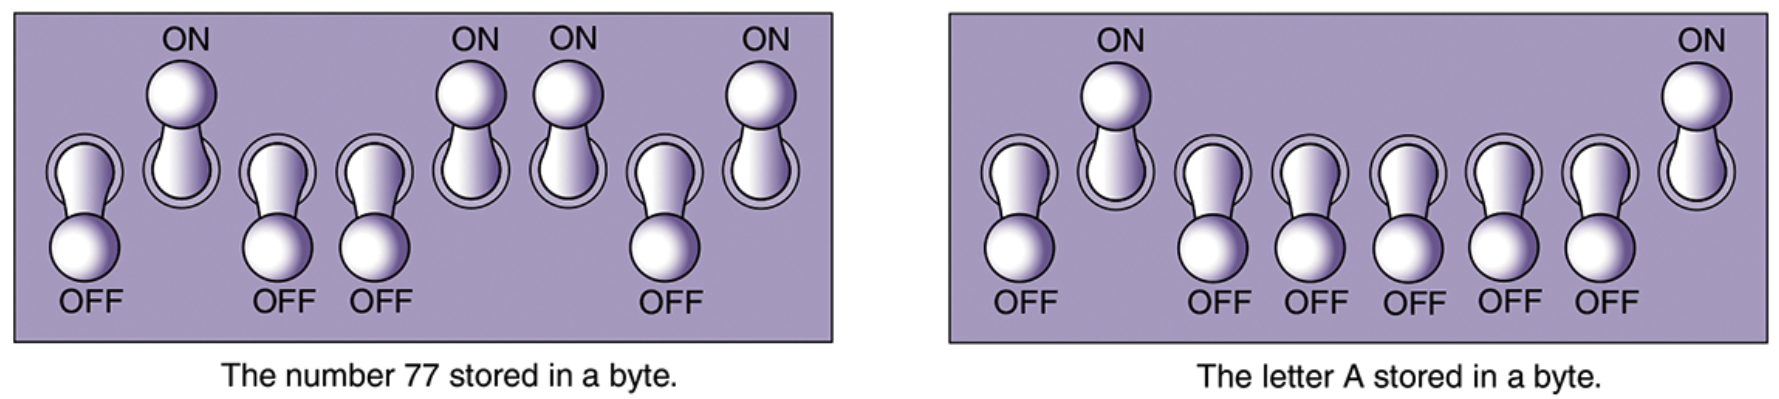 ON ON ON ON
OFF OFF OFF OFF
The number 77 stored in a byte.
ON ON
OFF OFF OFF OFF OFF OFF
The letter A stored in a byte.